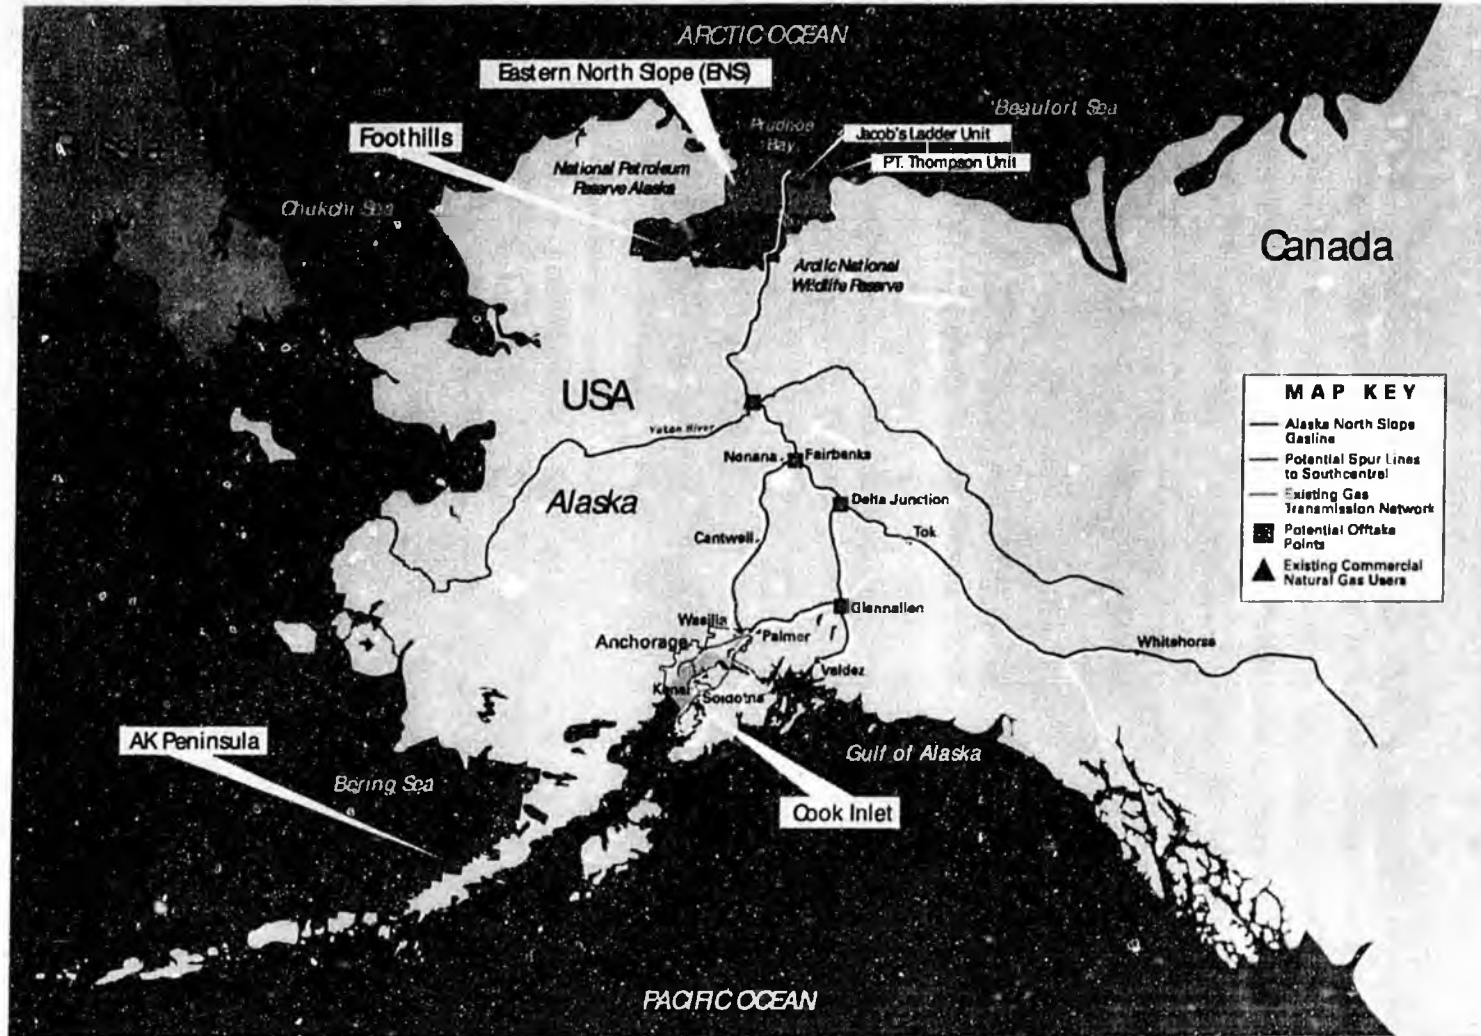 ARCTIC OCEAN
Eastern North Slope (ENS)
Beaufort Sea
Prudhoe
Bay
Jacob's Ladder Unit
Foothills
PT. Thompson Unit
National Petroleum
Reserve Alaska
Chukchi Sea
Canada
Arctic National
Wildlife Reserve
MAP KEY
Alaska North Slope
Gasline
Potential Spur Lines
to Southcentral
Existing Gas
Transmission Network
Potential Offtake
Points
Existing Commercial
Natural Gas Users
USA
Yukon River
Nenana
Fairbanks
Alaska
Delta Junction
Cantwell
Tok
Glennallen
Wasilla
Palmer
Anchorage
Whitehorse
Valdez
Kenai
Soldotna
AK Peninsula
Gulf of Alaska
Bering Sea
Cook Inlet
PACIFIC OCEAN